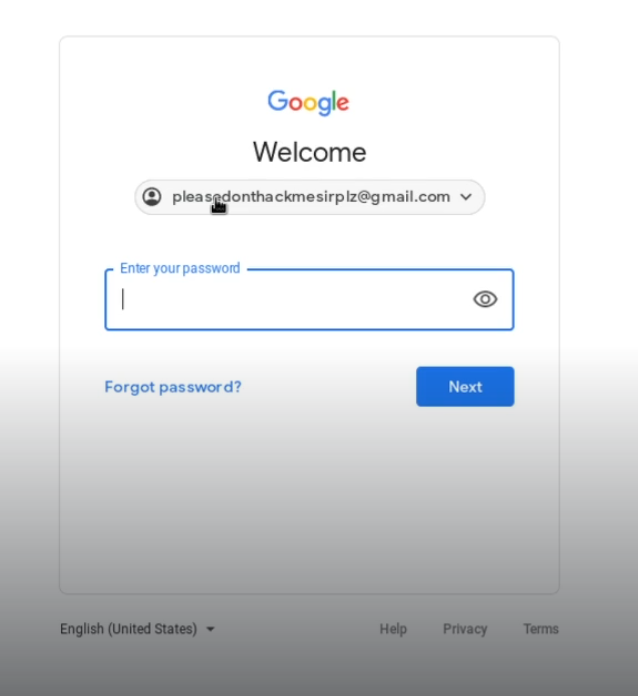 Google
Welcome
pleasedonthackmesirplz@gmail.com
Enter your password
Forgot password?
Next
English (United States)
Help
Privacy
Terms